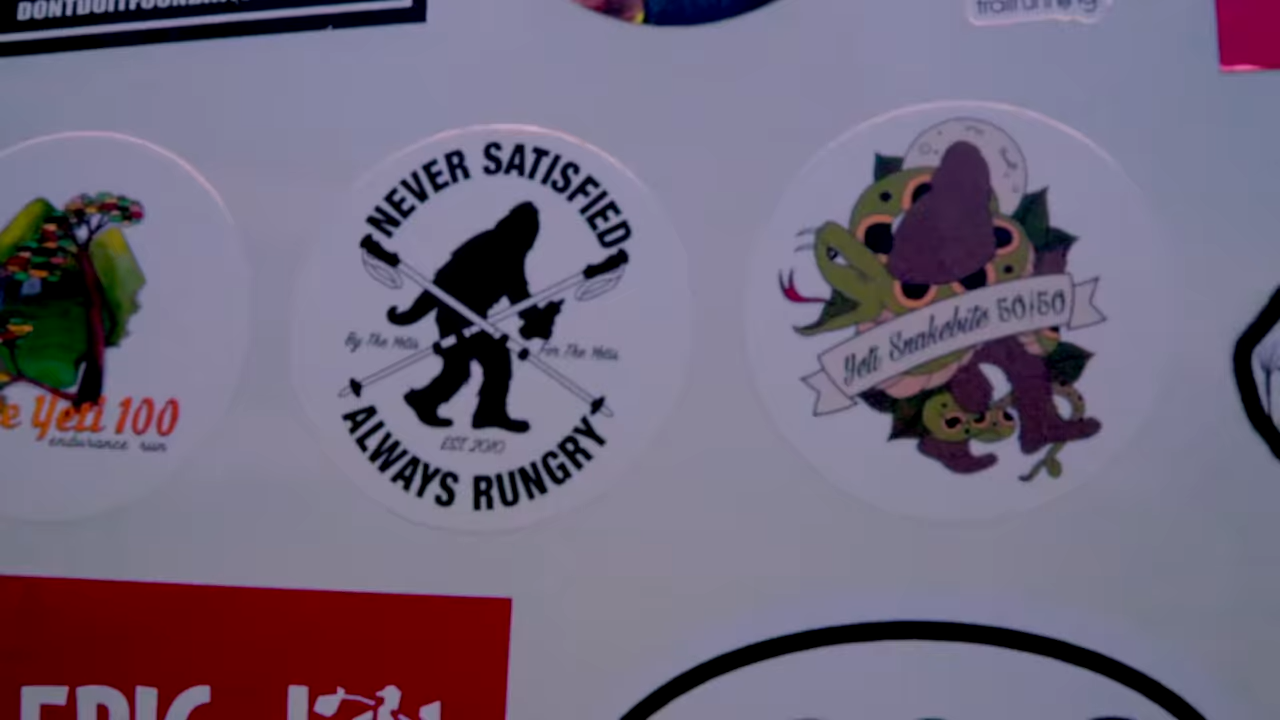 trailrunning
NEVER SATISFIED
By The Yetis
For The Yetis
EST. 2010
ALWAYS RUNGRY
Yeti Snakebite 50/50
Yeti 100
endurance run
EPIC